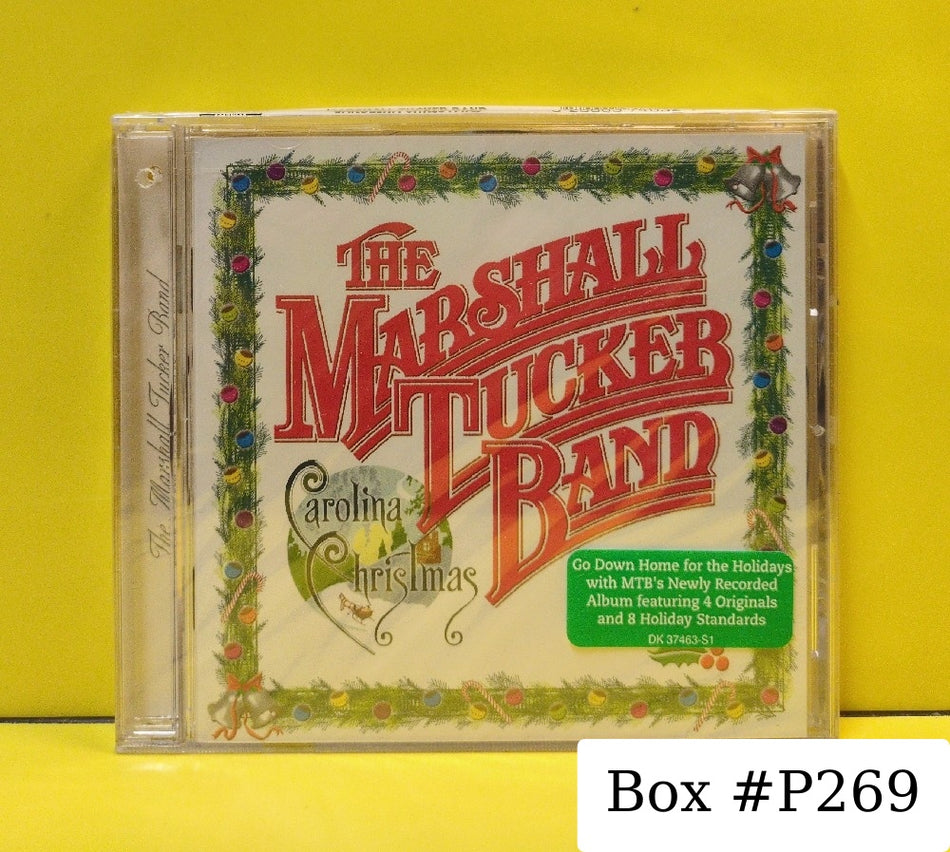 The Marshall Tucker Band
THE
MARSHALL
TUCKER
BAND
Carolina
Christmas
Go Down Home for the Holidays
with MTB's Newly Recorded
Album featuring 4 Originals
and 8 Holiday Standards
DK 37463-S1
Box #P269